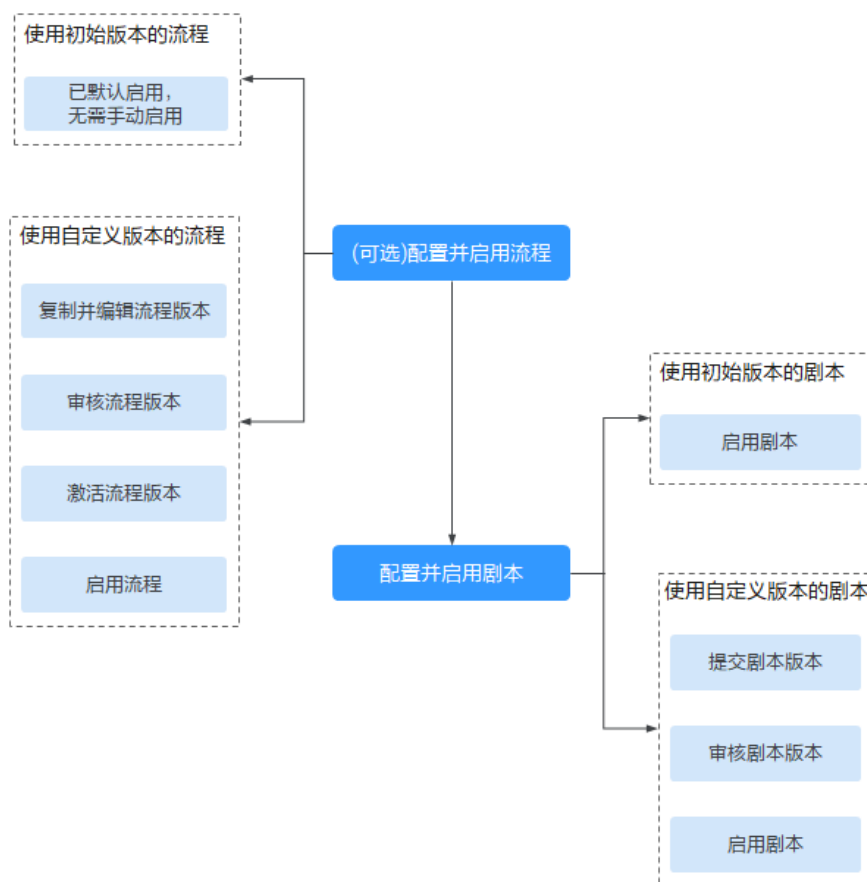 使用初始版本的流程
已默认启用，
无需手动启用
使用自定义版本的流程
复制并编辑流程版本
审核流程版本
激活流程版本
启用流程
(可选)配置并启用流程
配置并启用剧本
使用初始版本的剧本
启用剧本
使用自定义版本的剧本
提交剧本版本
审核剧本版本
启用剧本